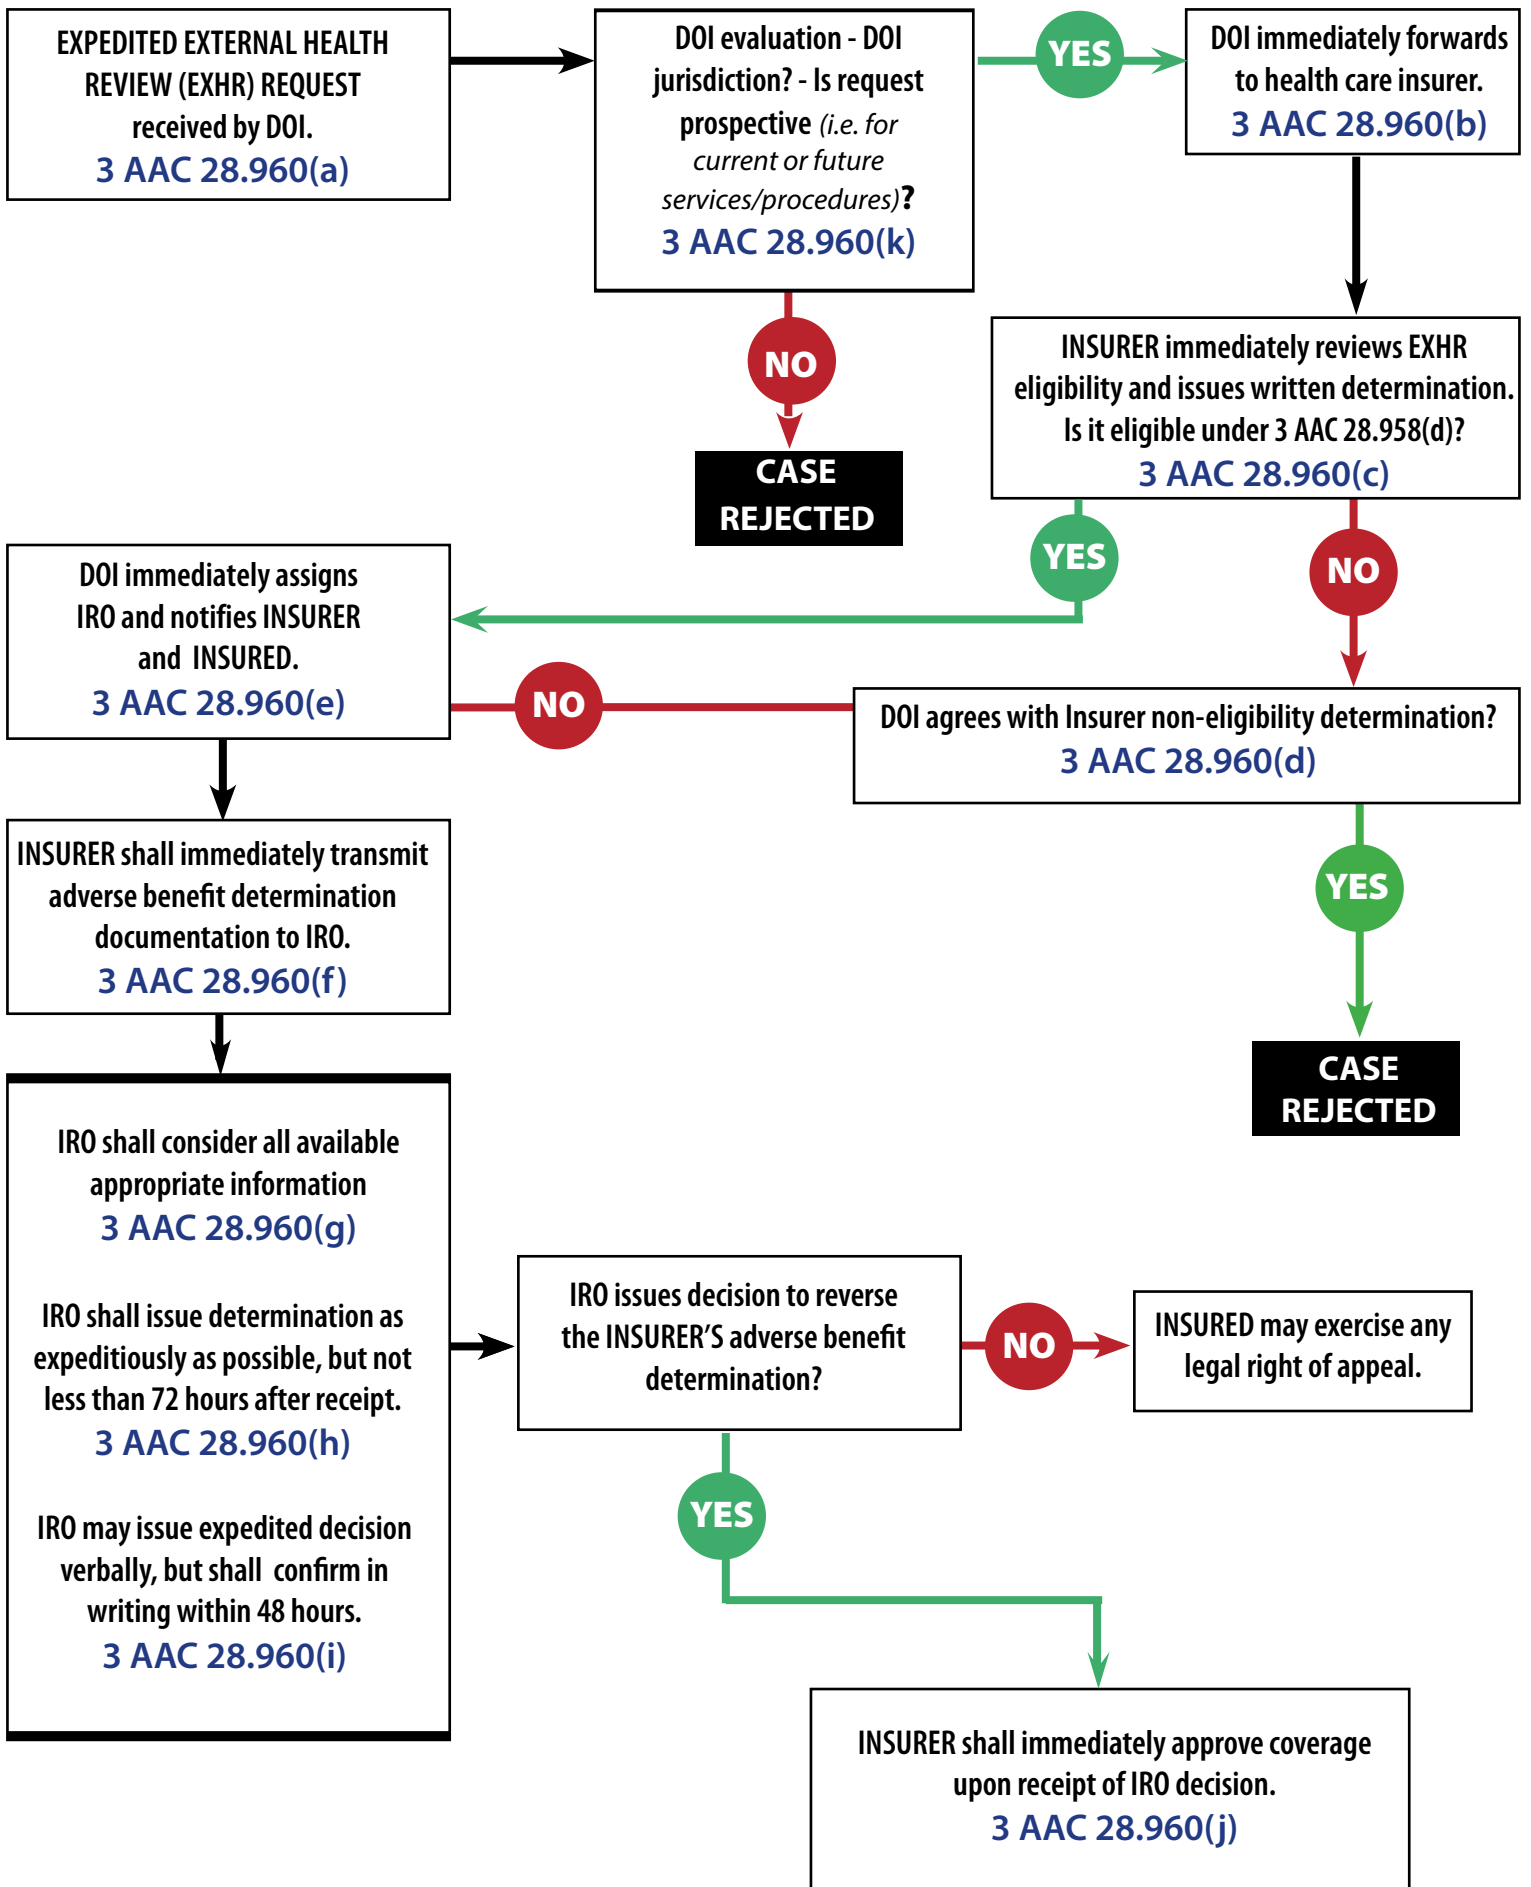 EXPEDITED EXTERNAL HEALTH
REVIEW (EXHR) REQUEST
received by DOI.
3 AAC 28.960(a)
DOI evaluation - DOI
jurisdiction? - Is request
prospective (i.e. for
current or future
services/procedures)?
3 AAC 28.960(k)
YES
DOI immediately forwards
to health care insurer.
3 AAC 28.960(b)
NO
CASE
REJECTED
INSURER immediately reviews EXHR
eligibility and issues written determination.
Is it eligible under 3 AAC 28.958(d)?
3 AAC 28.960(c)
YES
NO
DOI immediately assigns
IRO and notifies INSURER
and INSURED.
3 AAC 28.960(e)
NO
DOI agrees with Insurer non-eligibility determination?
3 AAC 28.960(d)
YES
CASE
REJECTED
INSURER shall immediately transmit
adverse benefit determination
documentation to IRO.
3 AAC 28.960(f)
IRO shall consider all available
appropriate information
3 AAC 28.960(g)
IRO shall issue determination as
expeditiously as possible, but not
less than 72 hours after receipt.
3 AAC 28.960(h)
IRO may issue expedited decision
verbally, but shall confirm in
writing within 48 hours.
3 AAC 28.960(i)
IRO issues decision to reverse
the INSURER'S adverse benefit
determination?
NO
INSURED may exercise any
legal right of appeal.
YES
INSURER shall immediately approve coverage
upon receipt of IRO decision.
3 AAC 28.960(j)